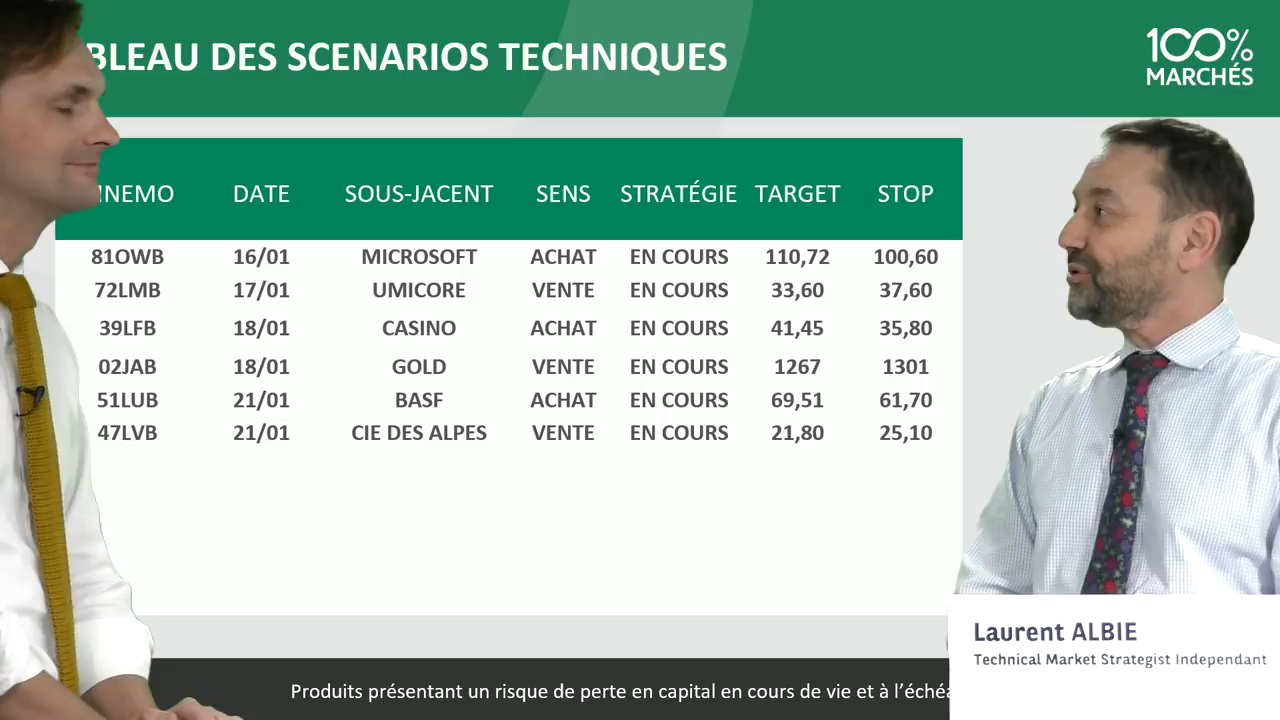 BLEAU DES SCENARIOS TECHNIQUES
100%
MARCHÉS
NEMO DATE SOUS-JACENT SENS STRATÉGIE TARGET STOP
81OWB 16/01 MICROSOFT ACHAT EN COURS 110,72 100,60
72LMB 17/01 UMICORE VENTE EN COURS 33,60 37,60
39LFB 18/01 CASINO ACHAT EN COURS 41,45 35,80
02JAB 18/01 GOLD VENTE EN COURS 1267 1301
51LUB 21/01 BASF ACHAT EN COURS 69,51 61,70
47LVB 21/01 CIE DES ALPES VENTE EN COURS 21,80 25,10
Laurent ALBIE
Technical Market Strategist Independant
Produits présentant un risque de perte en capital en cours de vie et à l’échéa